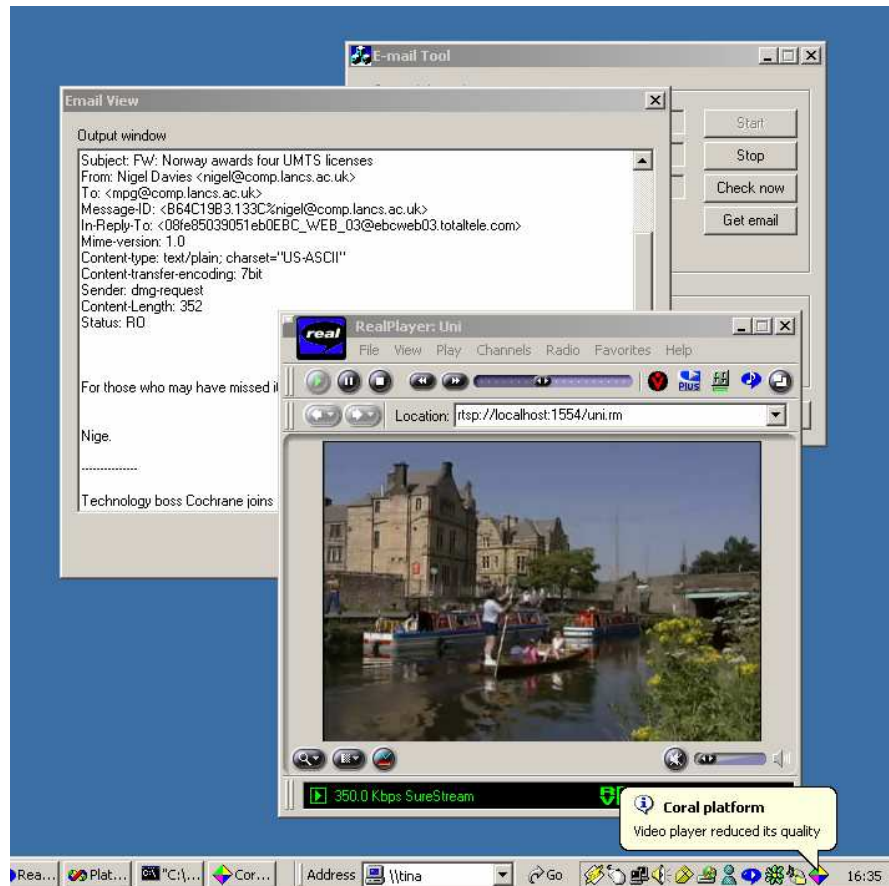 E-mail Tool
Email View
Output window
Subject: FW: Norway awards four UMTS licenses
From: Nigel Davies <nigel@comp.lancs.ac.uk>
To: <mpg@comp.lancs.ac.uk>
Message-ID: <B64C19B3.133C%nigel@comp.lancs.ac.uk>
In-Reply-To: <08fe85039051eb0EBC_WEB_03@ebcweb03.totaltele.com>
Mime-version: 1.0
Content-type: text/plain; charset="US-ASCII"
Content-transfer-encoding: 7bit
Sender: dmg-request
Content-Length: 352
Status: RO
For those who may have missed
Nige.
---------------
Technology boss Cochrane joins
Start
Stop
Check now
Get email
real
RealPlayer: Uni
File View Play Channels Radio Favorites Help
Plus
Location: rtsp://localhost:1554/uni.rm
350.0 Kbps SureStream
Coral platform
Video player reduced its quality
Rea... Plat... "C:\... Cor... Address \\tina Go 16:35